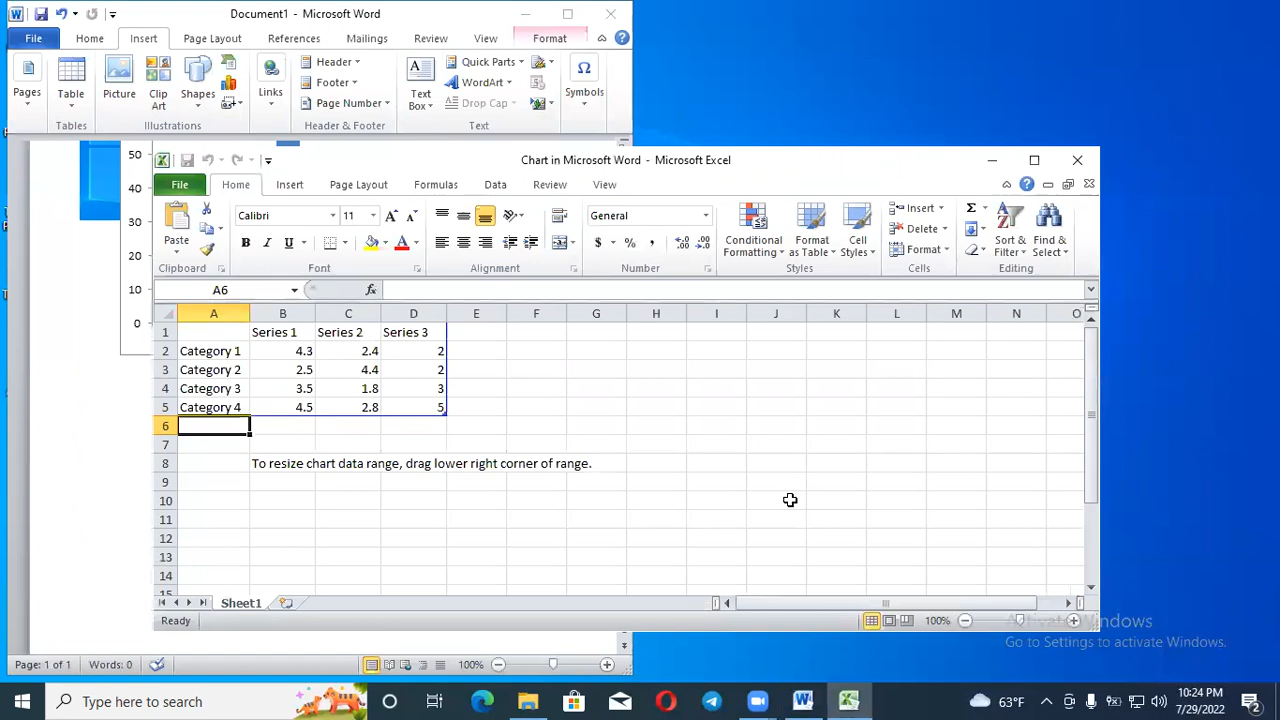 Document1 - Microsoft Word
File Home Insert Page Layout References Mailings Review View Format
Pages Table Picture Clip Art Shapes Links Header Footer Page Number Text Box Quick Parts WordArt Drop Cap Symbols
Tables Illustrations Header & Footer Text
50
40
30
20
10
0
Chart in Microsoft Word - Microsoft Excel
File Home Insert Page Layout Formulas Data Review View
Paste Calibri 11 General Conditional Formatting Format as Table Cell Styles Insert Delete Format Sort & Filter Find & Select
Clipboard Font Alignment Number Styles Cells Editing
A6 fx
A B C D E F G H I J K L M N O
1 Series 1 Series 2 Series 3
2 Category 1 4.3 2.4 2
3 Category 2 2.5 4.4 2
4 Category 3 3.5 1.8 3
5 Category 4 4.5 2.8 5
6
7
8 To resize chart data range, drag lower right corner of range.
9
10
11
12
13
14
15
Sheet1
Ready 100%
Activate Windows
Go to Settings to activate Windows.
Page: 1 of 1 Words: 0 100%
Type here to search 63°F 10:24 PM
7/29/2022
2